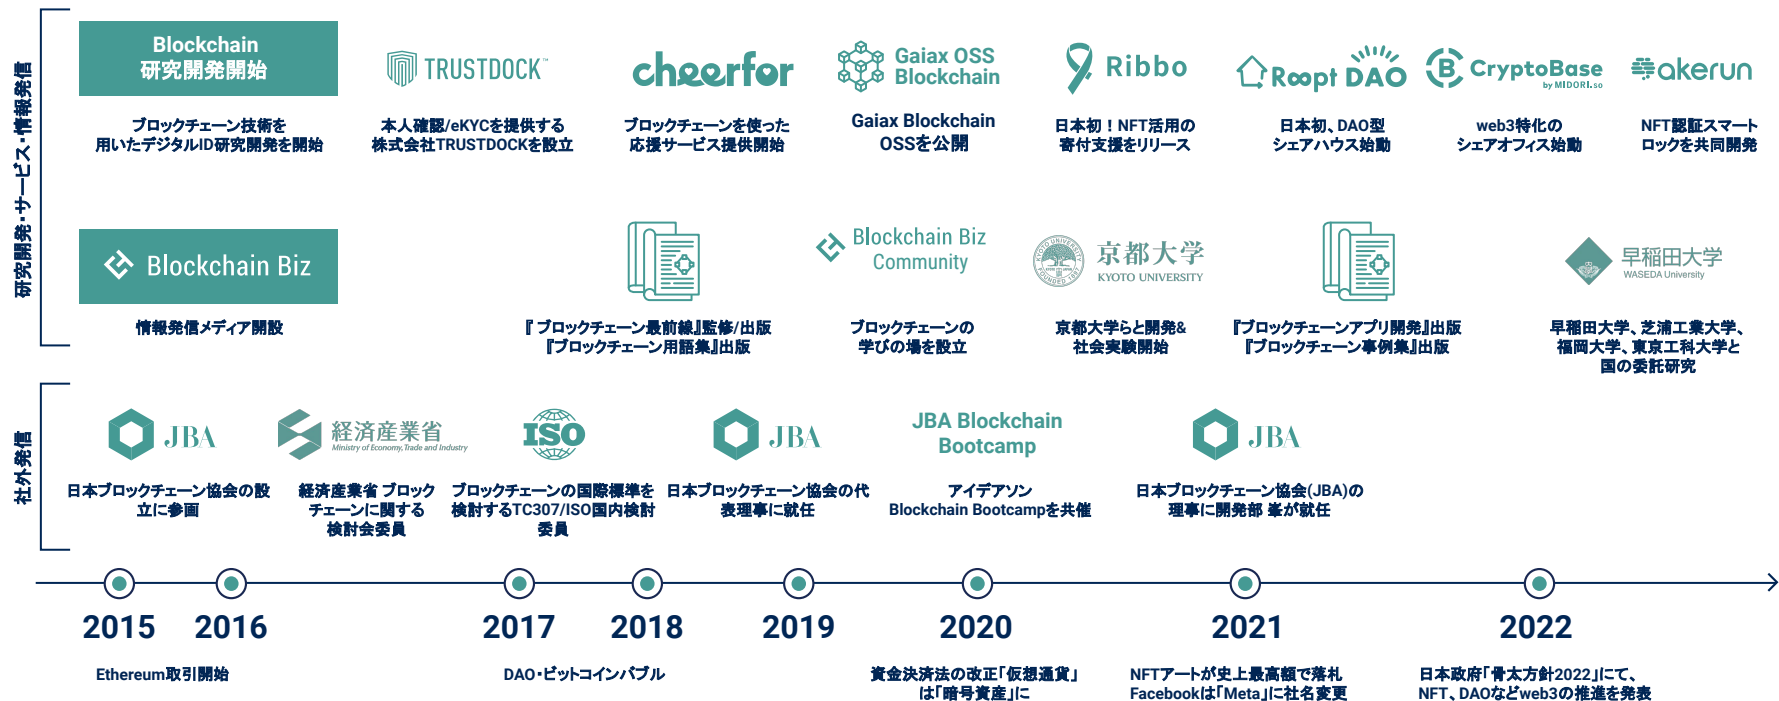 研究開発・サービス・情報発信
Blockchain
研究開発開始
ブロックチェーン技術を
用いたデジタルID研究開発を開始
TRUSTDOCK™
本人確認/eKYCを提供する
株式会社TRUSTDOCKを設立
cheerfor
ブロックチェーンを使った
応援サービス提供開始
Gaiax OSS
Blockchain
Gaiax Blockchain
OSSを公開
Ribbo
日本初！NFT活用の
寄付支援をリリース
Roopt DAO
日本初、DAO型
シェアハウス始動
B CryptoBase
by MIDORI.so
web3特化の
シェアオフィス始動
akerun
NFT認証スマート
ロックを共同開発
Blockchain Biz
情報発信メディア開設
『 ブロックチェーン最前線』監修/出版
『ブロックチェーン用語集』出版
Blockchain Biz
Community
ブロックチェーンの
学びの場を設立
KYOTO UNIVERSITY
FOUNDED 1897
京都大学
KYOTO UNIVERSITY
京都大学らと開発&
社会実験開始
『ブロックチェーンアプリ開発』出版
『ブロックチェーン事例集』出版
早稲田大学
WASEDA University
早稲田大学、芝浦工業大学、
福岡大学、東京工科大学と
国の委託研究
社外発信
JBA
日本ブロックチェーン協会の設
立に参画
経済産業省
Ministry of Economy, Trade and Industry
経済産業省 ブロック
チェーンに関する
検討会委員
ISO
ブロックチェーンの国際標準を
検討するTC307/ISO国内検討
委員
JBA
日本ブロックチェーン協会の代
表理事に就任
JBA Blockchain
Bootcamp
アイデアソン
Blockchain Bootcampを共催
JBA
日本ブロックチェーン協会(JBA)の
理事に開発部 峯が就任
2015
2016
2017
2018
2019
2020
2021
2022
Ethereum取引開始
DAO・ビットコインバブル
資金決済法の改正「仮想通貨」
は「暗号資産」に
NFTアートが史上最高額で落札
Facebookは「Meta」に社名変更
日本政府「骨太方針2022」にて、
NFT、DAOなどweb3の推進を発表